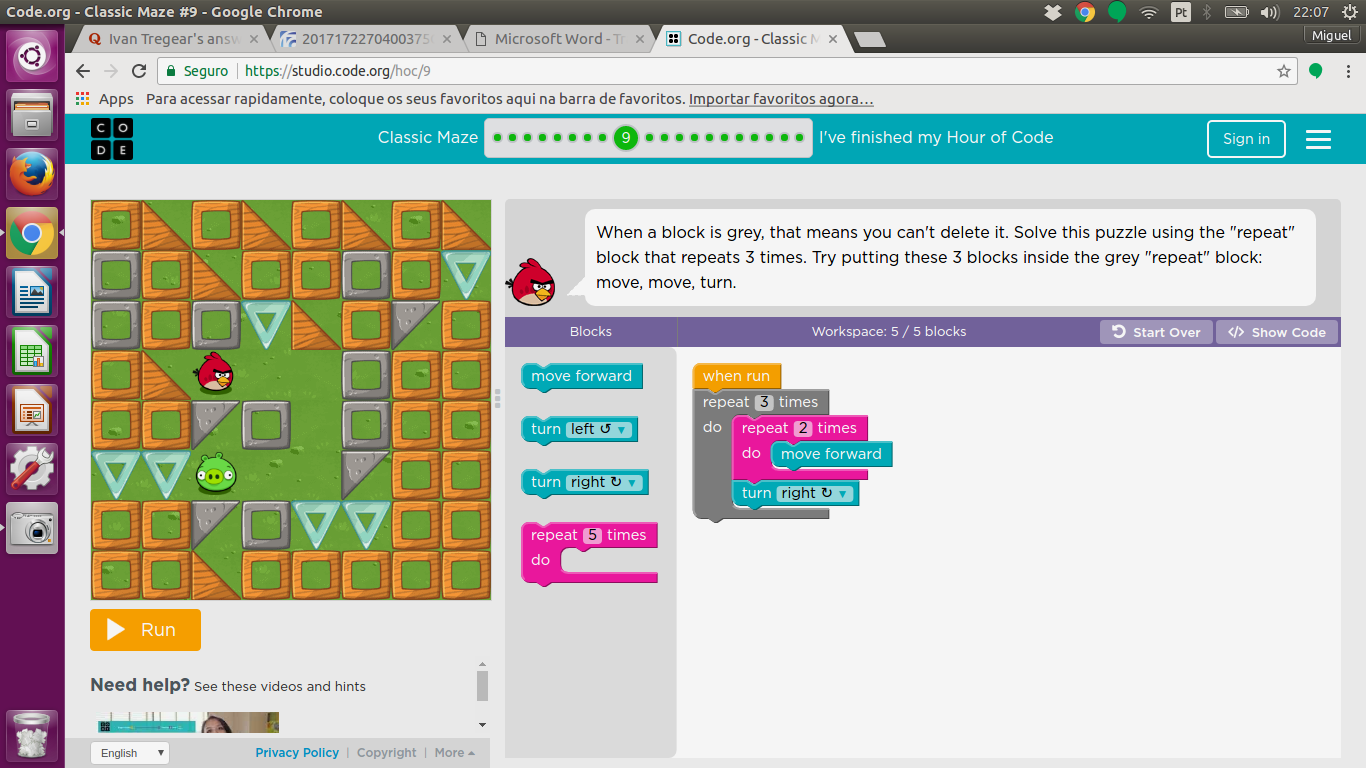 Code.org - Classic Maze #9 - Google Chrome
Pt
22:07
Ivan Tregear's answ
2017172270400375
Microsoft Word - Tr
Code.org - Classic M
Miguel
Seguro
https://studio.code.org/hoc/9
Apps
Para acessar rapidamente, coloque os seus favoritos aqui na barra de favoritos. Importar favoritos agora...
C O
D E
Classic Maze
9
I've finished my Hour of Code
Sign in
When a block is grey, that means you can't delete it. Solve this puzzle using the "repeat"
block that repeats 3 times. Try putting these 3 blocks inside the grey "repeat" block:
move, move, turn.
Blocks
Workspace: 5 / 5 blocks
Start Over
Show Code
move forward
turn left ↺ ▼
turn right ↻ ▼
repeat 5 times
do
when run
repeat 3 times
do
repeat 2 times
do
move forward
turn right ↻ ▼
Run
Need help? See these videos and hints
English
Privacy Policy | Copyright | More